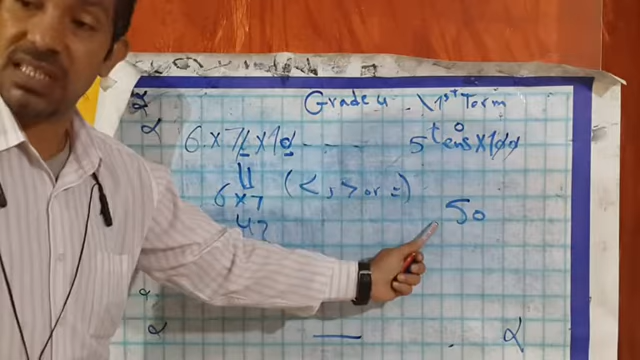 Grade 4 \ 1st Term
6 × 7 × 10 ---- 5 tens × 100
6 × 7 (<, > or =)
42 50